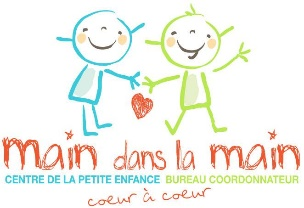 main dans la main
CENTRE DE LA PETITE ENFANCE BUREAU COORDONNATEUR
coeur à coeur